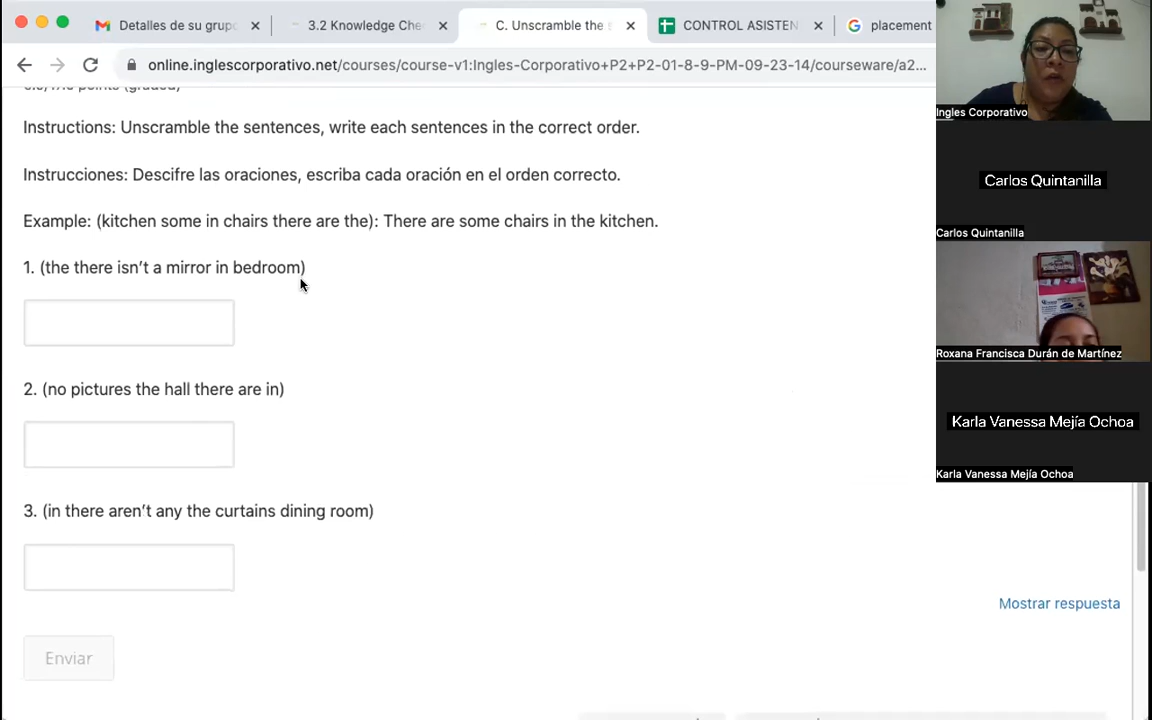 Detalles de su grup
3.2 Knowledge Che
C. Unscramble the s
CONTROL ASISTEN
placement
online.inglescorporativo.net/courses/course-v1:Ingles-Corporativo+P2+P2-01-8-9-PM-09-23-14/courseware/a2...
points (graded)
Instructions: Unscramble the sentences, write each sentences in the correct order.
Instrucciones: Descifre las oraciones, escriba cada oración en el orden correcto.
Example: (kitchen some in chairs there are the): There are some chairs in the kitchen.
1. (the there isn't a mirror in bedroom)
2. (no pictures the hall there are in)
3. (in there aren't any the curtains dining room)
Mostrar respuesta
Enviar
Ingles Corporativo
Carlos Quintanilla
Carlos Quintanilla
Roxana Francisca Durán de Martínez
Karla Vanessa Mejía Ochoa
Karla Vanessa Mejía Ochoa